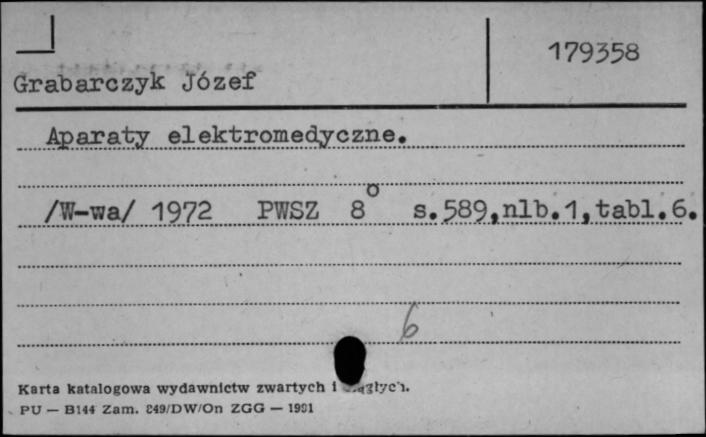 179358
Grabarczyk Józef
Aparaty elektromedyczne.
/W-wa/ 1972 PWSZ 8° s.589,nlb.1,tabl.6.
6
Karta katalogowa wydawnictw zwartych i
PU — B144 Zam. 249/DW/On ZGG — 1981